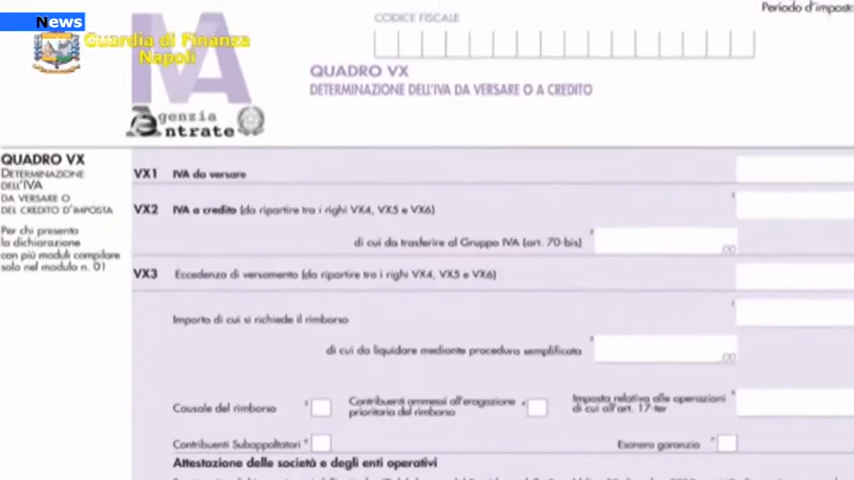 News
Guardia di Finanza
Napoli
IVA
Agenzia
Entrate
CODICE FISCALE
Periodo d'imposta
QUADRO VX
DETERMINAZIONE DELL'IVA DA VERSARE O A CREDITO
QUADRO VX
DETERMINAZIONE
DELL'IVA
DA VERSARE O
DEL CREDITO D'IMPOSTA
Per chi presenta
la dichiarazione
con più moduli compilare
solo nel modulo n. 01
VX1 IVA da versare
VX2 IVA a credito (da ripartire tra i righi VX4, VX5 e VX6)
di cui da trasferire al Gruppo IVA (art. 70-bis)
,00
VX3 Eccedenza di versamento (da ripartire tra i righi VX4, VX5 e VX6)
Importo di cui si richiede il rimborso
di cui da liquidare mediante procedura semplificata
,00
Causale del rimborso
Contribuenti ammessi all'erogazione
prioritaria del rimborso
Imposta relativa alle operazioni
di cui all'art. 17-ter
Contribuenti Subappaltatori
Esonero garanzia
Attestazione delle società e degli enti operativi